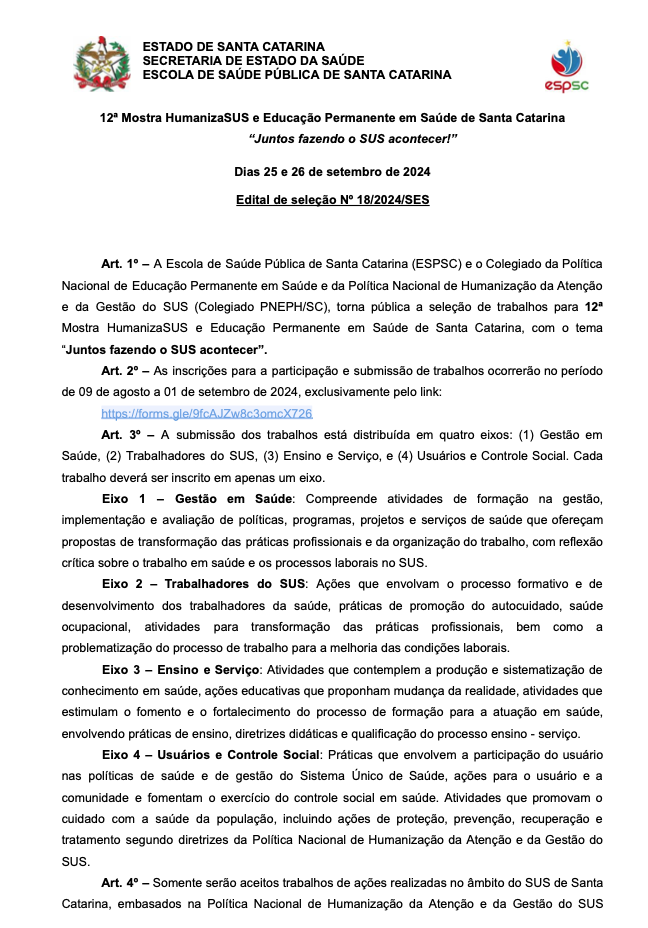 ESTADO DE SANTA CATARINA
SECRETARIA DE ESTADO DA SAÚDE
ESCOLA DE SAÚDE PÚBLICA DE SANTA CATARINA
espsc
12ª Mostra HumanizaSUS e Educação Permanente em Saúde de Santa Catarina
“Juntos fazendo o SUS acontecer!”
Dias 25 e 26 de setembro de 2024
Edital de seleção Nº 18/2024/SES
Art. 1º – A Escola de Saúde Pública de Santa Catarina (ESPSC) e o Colegiado da Política
Nacional de Educação Permanente em Saúde e da Política Nacional de Humanização da Atenção
e da Gestão do SUS (Colegiado PNEPH/SC), torna pública a seleção de trabalhos para 12ª
Mostra HumanizaSUS e Educação Permanente em Saúde de Santa Catarina, com o tema
“Juntos fazendo o SUS acontecer”.
Art. 2º – As inscrições para a participação e submissão de trabalhos ocorrerão no período
de 09 de agosto a 01 de setembro de 2024, exclusivamente pelo link:
https://forms.gle/9fcAJZw8c3omcX726
Art. 3º – A submissão dos trabalhos está distribuída em quatro eixos: (1) Gestão em
Saúde, (2) Trabalhadores do SUS, (3) Ensino e Serviço, e (4) Usuários e Controle Social. Cada
trabalho deverá ser inscrito em apenas um eixo.
Eixo 1 – Gestão em Saúde: Compreende atividades de formação na gestão,
implementação e avaliação de políticas, programas, projetos e serviços de saúde que ofereçam
propostas de transformação das práticas profissionais e da organização do trabalho, com reflexão
crítica sobre o trabalho em saúde e os processos laborais no SUS.
Eixo 2 – Trabalhadores do SUS: Ações que envolvam o processo formativo e de
desenvolvimento dos trabalhadores da saúde, práticas de promoção do autocuidado, saúde
ocupacional, atividades para transformação das práticas profissionais, bem como a
problematização do processo de trabalho para a melhoria das condições laborais.
Eixo 3 – Ensino e Serviço: Atividades que contemplem a produção e sistematização de
conhecimento em saúde, ações educativas que proponham mudança da realidade, atividades que
estimulam o fomento e o fortalecimento do processo de formação para a atuação em saúde,
envolvendo práticas de ensino, diretrizes didáticas e qualificação do processo ensino - serviço.
Eixo 4 – Usuários e Controle Social: Práticas que envolvem a participação do usuário
nas políticas de saúde e de gestão do Sistema Único de Saúde, ações para o usuário e a
comunidade e fomentam o exercício do controle social em saúde. Atividades que promovam o
cuidado com a saúde da população, incluindo ações de proteção, prevenção, recuperação e
tratamento segundo diretrizes da Política Nacional de Humanização da Atenção e da Gestão do
SUS.
Art. 4º – Somente serão aceitos trabalhos de ações realizadas no âmbito do SUS de Santa
Catarina, embasados na Política Nacional de Humanização da Atenção e da Gestão do SUS